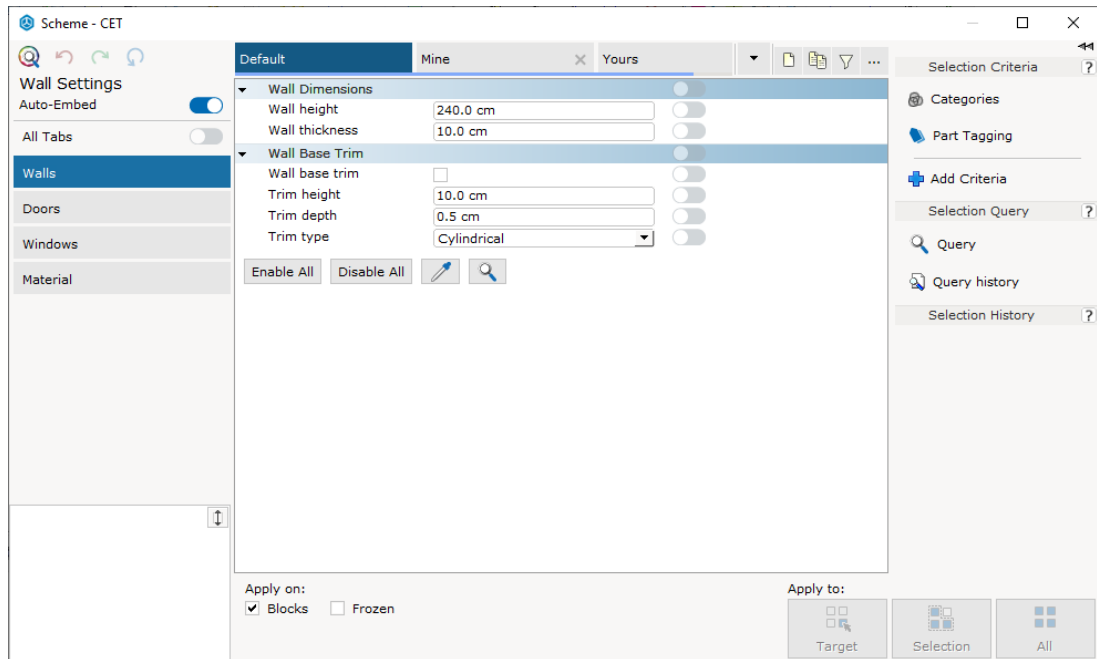 Scheme - CET
Wall Settings
Auto-Embed
All Tabs
Walls
Doors
Windows
Material
Default
Mine
Yours
...
Wall Dimensions
Wall height 240.0 cm
Wall thickness 10.0 cm
Wall Base Trim
Wall base trim
Trim height 10.0 cm
Trim depth 0.5 cm
Trim type Cylindrical
Enable All Disable All
Apply on:
Blocks Frozen
Apply to:
Target Selection All
Selection Criteria ?
Categories
Part Tagging
Add Criteria
Selection Query ?
Query
Query history
Selection History ?